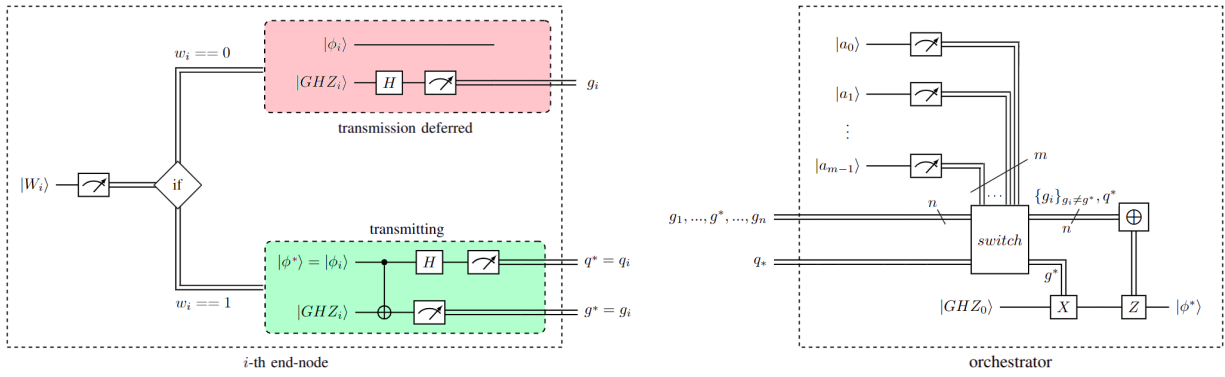 w_i == 0
|ϕ_i⟩
|GHZ_i⟩
H
g_i
transmission deferred
|W_i⟩
if
transmitting
|ϕ*⟩ = |ϕ_i⟩
H
q* = q_i
w_i == 1
|GHZ_i⟩
g* = g_i
i-th end-node
|a_0⟩
|a_1⟩
⋮
|a_{m−1}⟩
m
...
g_1, ..., g*, ..., g_n
n
switch
{g_i}_{g_i≠g*}, q*
n
⊕
q_*
g*
|GHZ_0⟩
X
Z
|ϕ*⟩
orchestrator